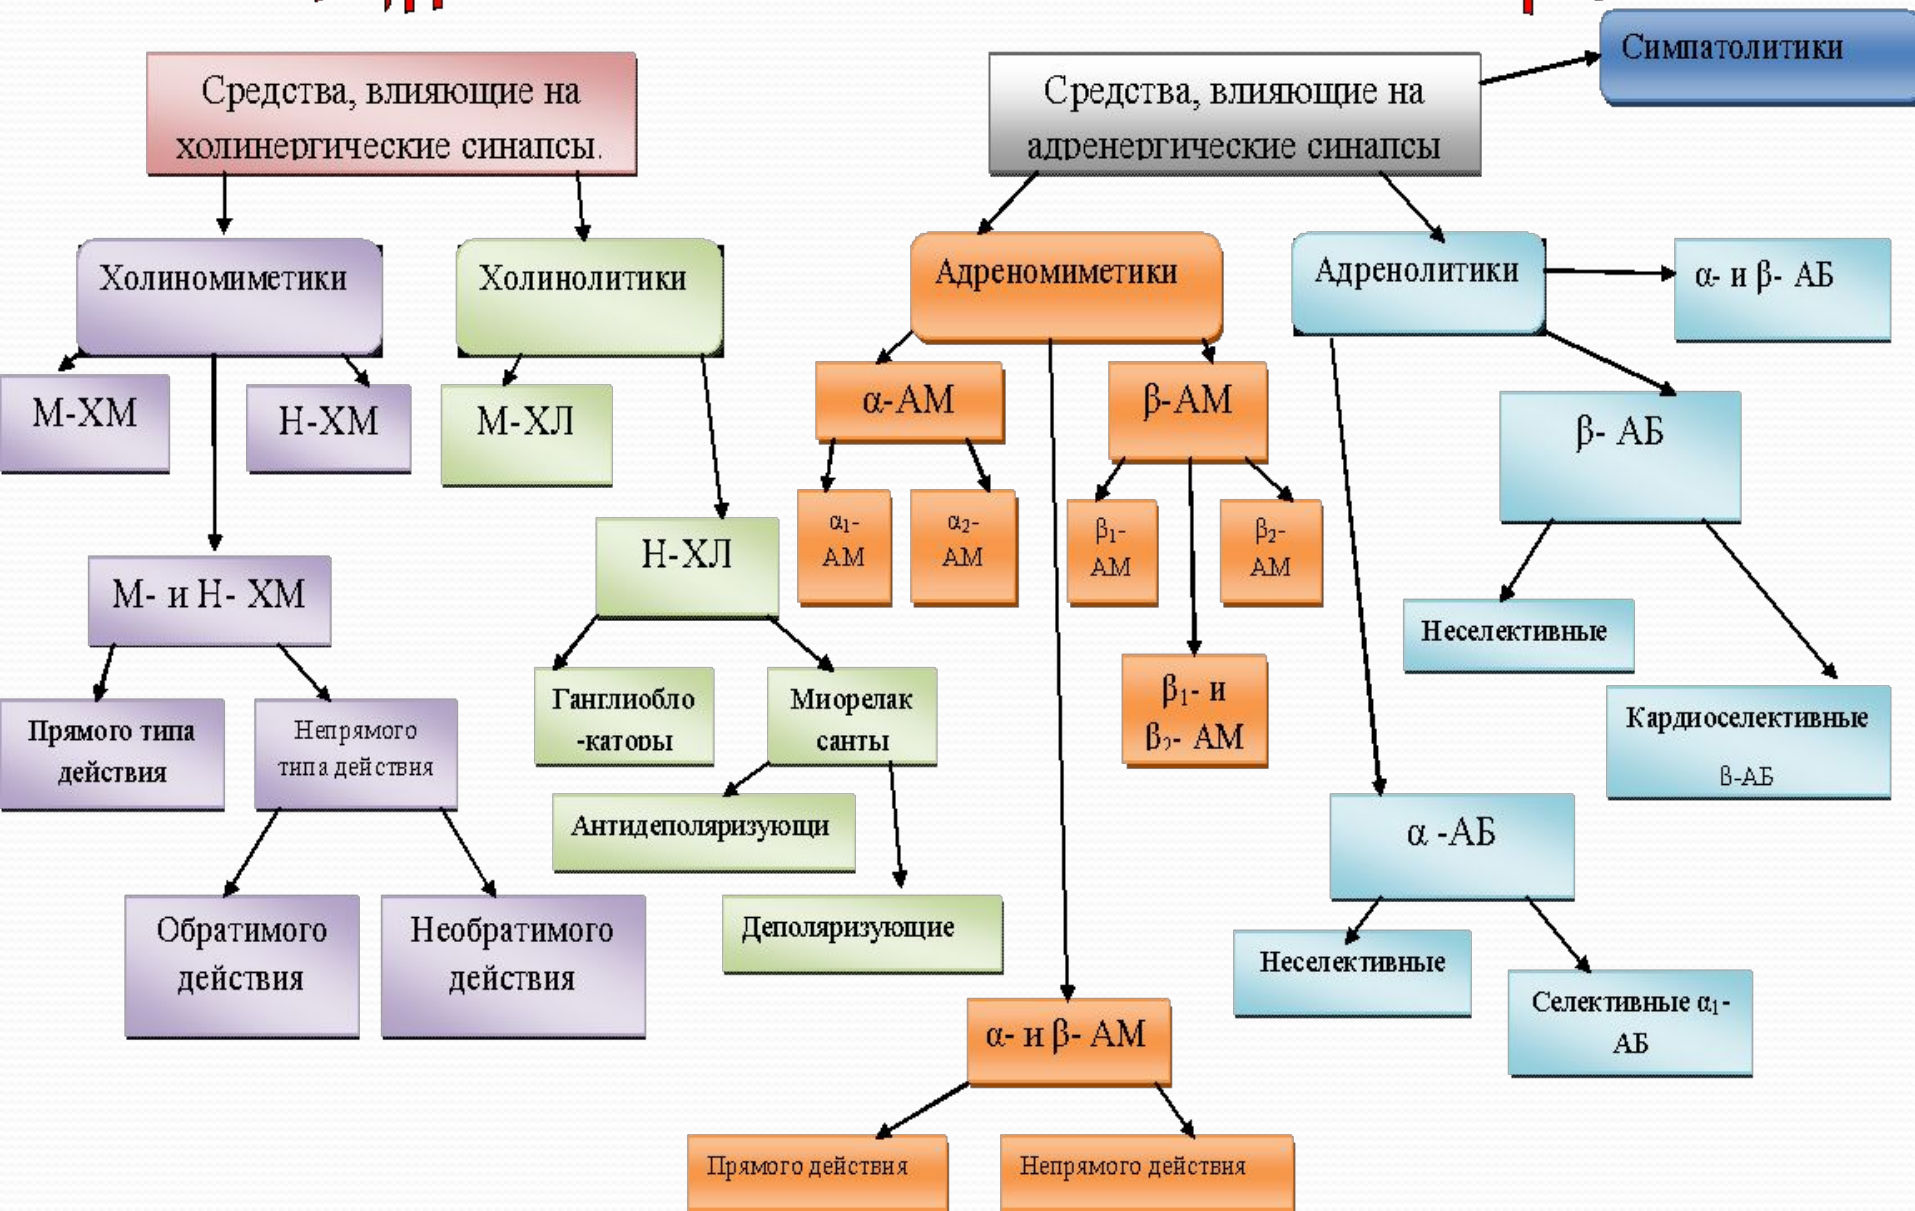 Симпатолитики
Средства, влияющие на
холинергические синапсы.
Средства, влияющие на
адренергические синапсы
Холиномиметики
Холинолитики
Адреномиметики
Адренолитики
α- и β- АБ
М-ХМ
Н-ХМ
М-ХЛ
α-АМ
β-АМ
β- АБ
α₁-
АМ
α₂-
АМ
β₁-
АМ
β₂-
АМ
М- и Н- ХМ
Н-ХЛ
Неселективные
β₁- и
β₂- АМ
Прямого типа
действия
Непрямого
типа действия
Ганглиобло
-каторы
Миорелак
санты
Кардиоселективные
β-АБ
Антидеполяризующи
α -АБ
Обратимого
действия
Необратимого
действия
Деполяризующие
Неселективные
Селективные α₁-
АБ
α- и β- АМ
Прямого действия
Непрямого действия